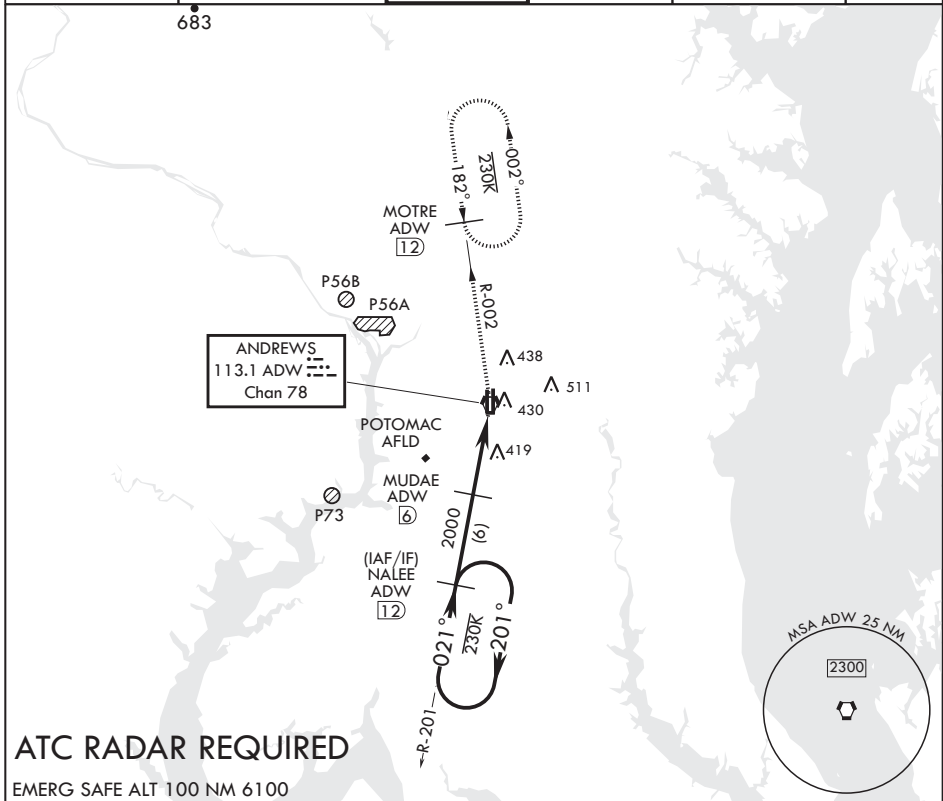 683
230K
002°
182°
MOTRE
ADW
12
P56B
P56A
R-002
438
511
430
ANDREWS
113.1 ADW
Chan 78
POTOMAC
AFLD
419
MUDAE
ADW
6
P73
2000
(6)
(IAF/IF)
NALEE
ADW
12
021°
230K
201°
R-201
MSA ADW 25 NM
2300
ATC RADAR REQUIRED
EMERG SAFE ALT 100 NM 6100